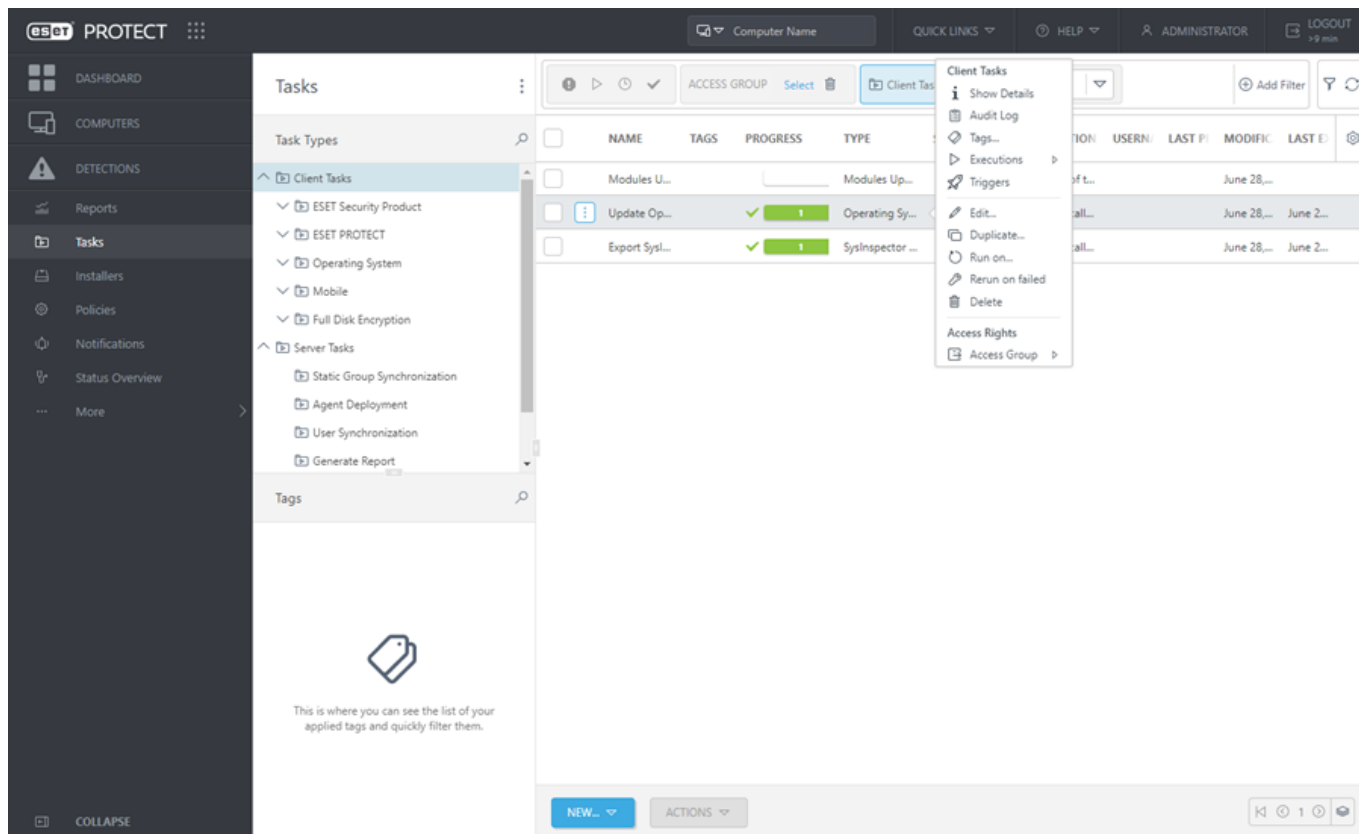 eset PROTECT
Computer Name
QUICK LINKS
HELP
ADMINISTRATOR
LOGOUT
>9 min
DASHBOARD
COMPUTERS
DETECTIONS
Reports
Tasks
Installers
Policies
Notifications
Status Overview
More
COLLAPSE
Tasks
Task Types
Client Tasks
ESET Security Product
ESET PROTECT
Operating System
Mobile
Full Disk Encryption
Server Tasks
Static Group Synchronization
Agent Deployment
User Synchronization
Generate Report
Tags
This is where you can see the list of your
applied tags and quickly filter them.
ACCESS GROUP Select
Client Tas
Add Filter
NAME TAGS PROGRESS TYPE USERN LAST P MODIFIC LAST E
Modules U... Modules Up... of t... June 28,...
Update Op... 1 Operating Sy... all... June 28,... June 2...
Export SysI... 1 SysInspector ... all... June 28,... June 2...
Client Tasks
Show Details
Audit Log
Tags...
Executions
Triggers
Edit...
Duplicate...
Run on...
Rerun on failed
Delete
Access Rights
Access Group
NEW...
ACTIONS
1